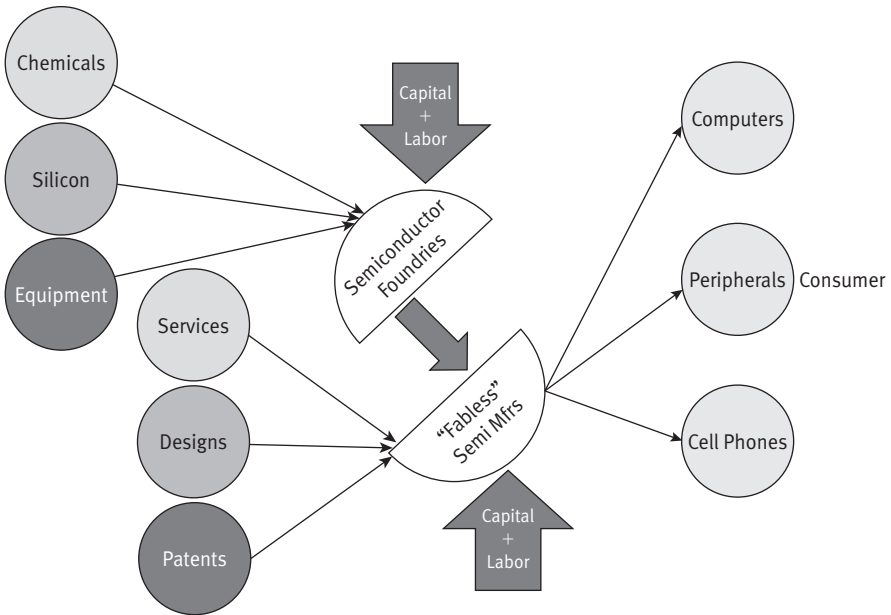 Chemicals
Silicon
Equipment
Services
Designs
Patents
Capital
+
Labor
Semiconductor
Foundries
“Fabless”
Semi Mfrs
Capital
+
Labor
Computers
Peripherals
Consumer
Cell Phones